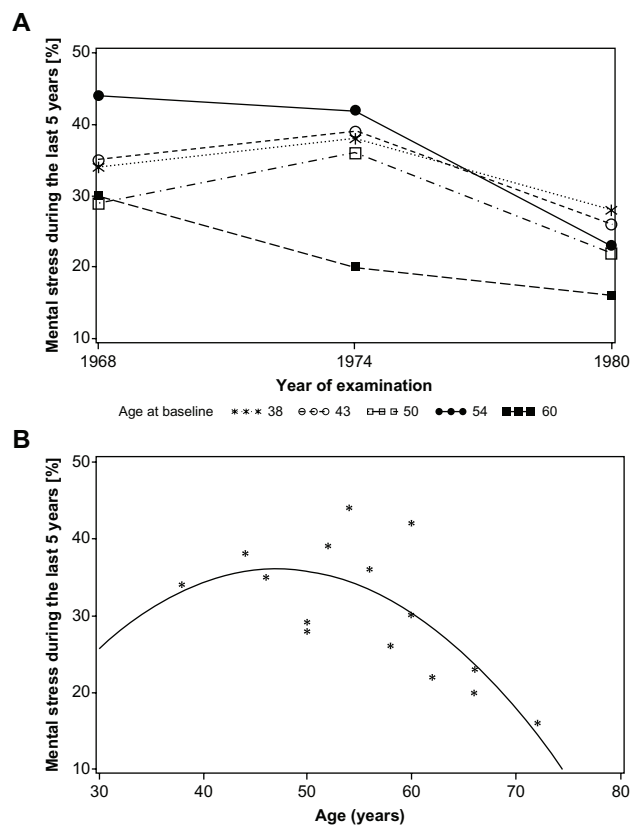 A
Mental stress during the last 5 years [%]
50
40
30
20
10
1968 1974 1980
Year of examination
Age at baseline 38 43 50 54 60
B
Mental stress during the last 5 years [%]
50
40
30
20
10
30 40 50 60 70 80
Age (years)